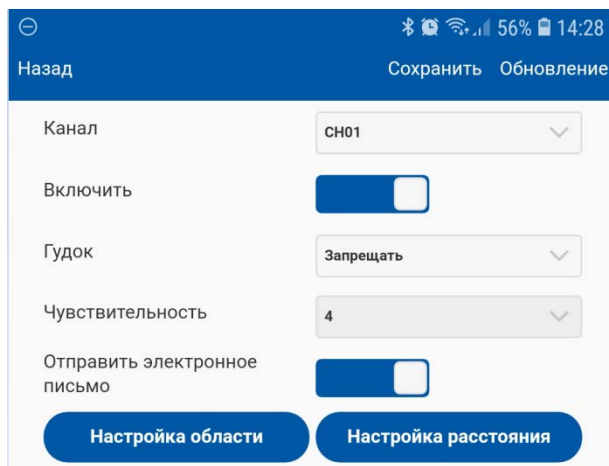 56% 14:28
Назад Сохранить Обновление
Канал CH01
Включить
Гудок Запрещать
Чувствительность 4
Отправить электронное
письмо
Настройка области Настройка расстояния